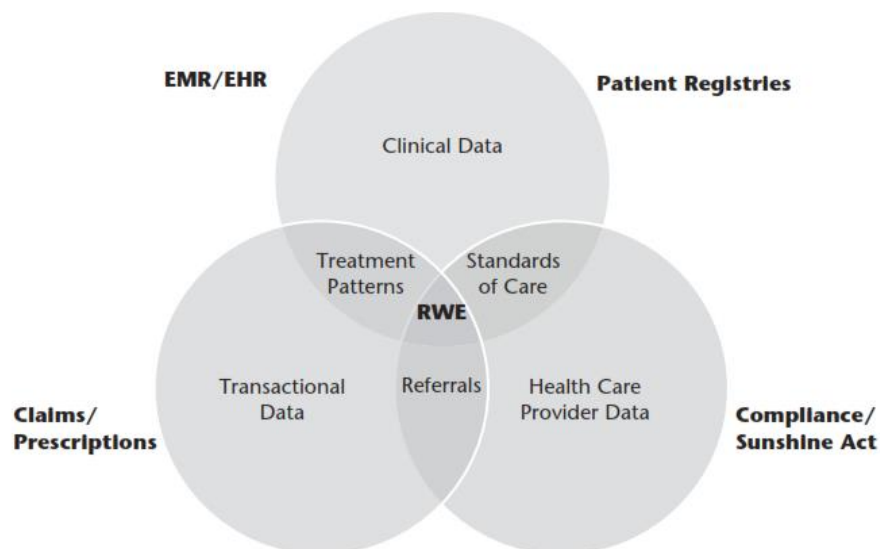 EMR/EHR
Patient Registries
Clinical Data
Treatment
Patterns
Standards
of Care
RWE
Transactional
Data
Referrals
Health Care
Provider Data
Claims/
Prescriptions
Compliance/
Sunshine Act